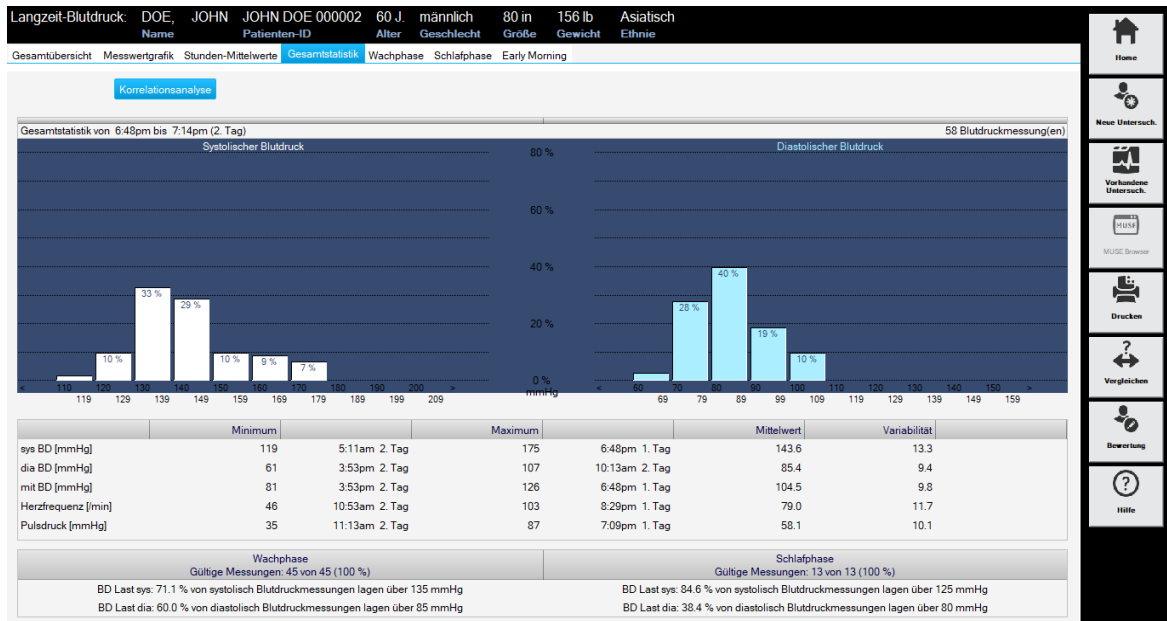 Langzeit-Blutdruck: DOE, JOHN JOHN DOE 000002 60 J. männlich 80 in 156 lb Asiatisch
Name Patienten-ID Alter Geschlecht Größe Gewicht Ethnie
Gesamtübersicht Messwertgrafik Stunden-Mittelwerte Gesamtstatistik Wachphase Schlafphase Early Morning
Korrelationsanalyse
Gesamtstatistik von 6:48pm bis 7:14pm (2. Tag) 58 Blutdruckmessung(en)
Systolischer Blutdruck Diastolischer Blutdruck
80 %
60 %
40 %
20 %
0 %
mmHg
10 % 33 % 29 % 10 % 9 % 7 %
< 110 120 130 140 150 160 170 180 190 200 >
119 129 139 149 159 169 179 189 199 209
28 % 40 % 19 % 10 %
< 60 70 80 90 100 110 120 130 140 150 >
69 79 89 99 109 119 129 139 149 159
Minimum Maximum Mittelwert Variabilität
sys BD [mmHg] 119 5:11am 2. Tag 175 6:48pm 1. Tag 143.6 13.3
dia BD [mmHg] 61 3:53pm 2. Tag 107 10:13am 2. Tag 85.4 9.4
mit BD [mmHg] 81 3:53pm 2. Tag 126 6:48pm 1. Tag 104.5 9.8
Herzfrequenz [/min] 46 10:53am 2. Tag 103 8:29pm 1. Tag 79.0 11.7
Pulsdruck [mmHg] 35 11:13am 2. Tag 87 7:09pm 1. Tag 58.1 10.1
Wachphase
Gültige Messungen: 45 von 45 (100 %)
BD Last sys: 71.1 % von systolisch Blutdruckmessungen lagen über 135 mmHg
BD Last dia: 60.0 % von diastolisch Blutdruckmessungen lagen über 85 mmHg
Schlafphase
Gültige Messungen: 13 von 13 (100 %)
BD Last sys: 84.6 % von systolisch Blutdruckmessungen lagen über 125 mmHg
BD Last dia: 38.4 % von diastolisch Blutdruckmessungen lagen über 80 mmHg
Home
Neue Untersuch.
Vorhandene
Untersuch.
MUSE
MUSE Browser
Drucken
?
Vergleichen
Bewertung
?
Hilfe